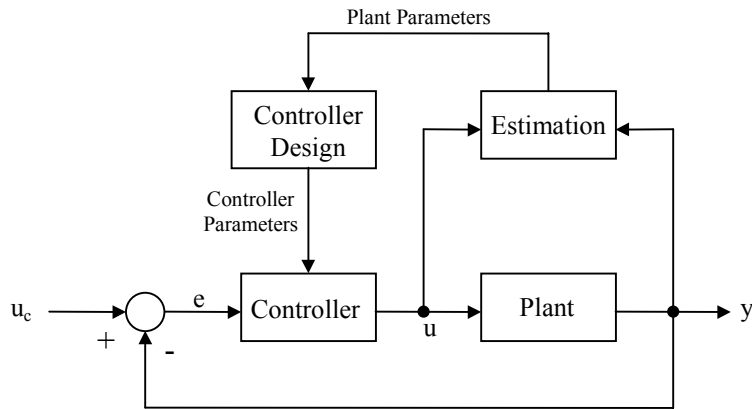 Plant Parameters
Controller
Design
Estimation
Controller
Parameters
u_c
+
-
e
Controller
u
Plant
y